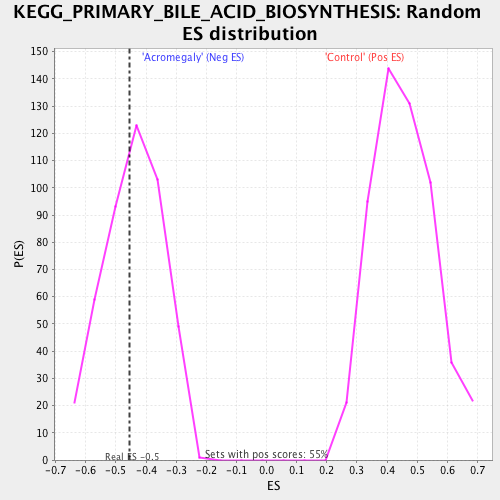 KEGG_PRIMARY_BILE_ACID_BIOSYNTHESIS: Random
ES distribution
'Acromegaly' (Neg ES)
'Control' (Pos ES)
150
140
130
120
110
100
90
80
70
60
50
40
30
20
10
0
P(ES)
Real ES -0.5
Sets with pos scores: 55%
-0.7 -0.6 -0.5 -0.4 -0.3 -0.2 -0.1 0.0 0.1 0.2 0.3 0.4 0.5 0.6 0.7
ES